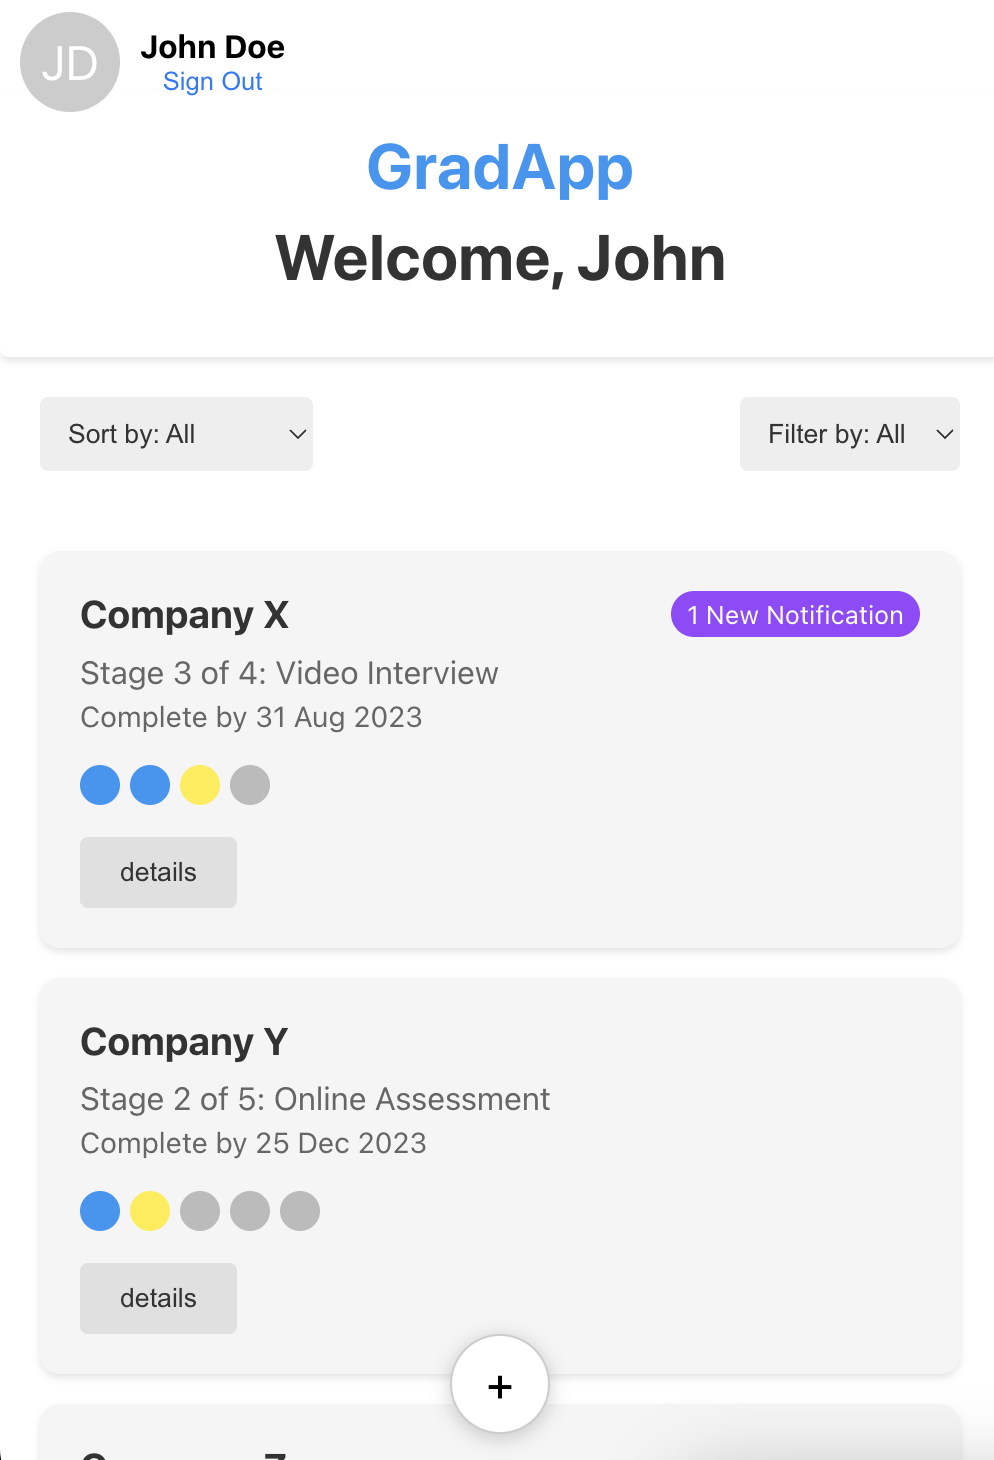 JD
John Doe
Sign Out
GradApp
Welcome, John
Sort by: All
Filter by: All
Company X
1 New Notification
Stage 3 of 4: Video Interview
Complete by 31 Aug 2023
details
Company Y
Stage 2 of 5: Online Assessment
Complete by 25 Dec 2023
details
+